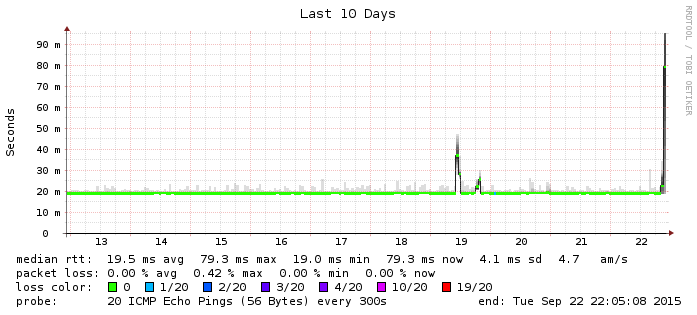 Last 10 Days
RRDTOOL / TOBI OETIKER
Seconds
90 m
80 m
70 m
60 m
50 m
40 m
30 m
20 m
10 m
0
13 14 15 16 17 18 19 20 21 22
median rtt: 19.5 ms avg 79.3 ms max 19.0 ms min 79.3 ms now 4.1 ms sd 4.7 am/s
packet loss: 0.00 % avg 0.42 % max 0.00 % min 0.00 % now
loss color: 0 1/20 2/20 3/20 4/20 10/20 19/20
probe: 20 ICMP Echo Pings (56 Bytes) every 300s end: Tue Sep 22 22:05:08 2015